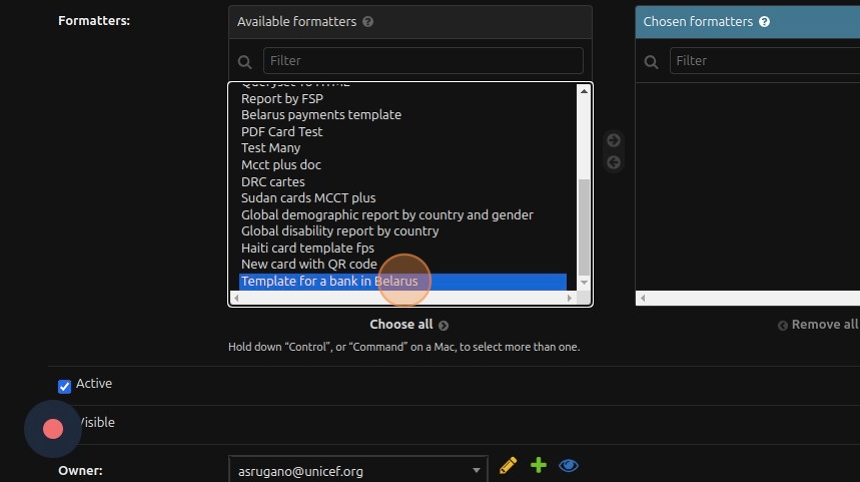 Formatters:
Available formatters ?
Chosen formatters ?
Filter
Filter
Queryset To HTML
Report by FSP
Belarus payments template
PDF Card Test
Test Many
Mcct plus doc
DRC cartes
Sudan cards MCCT plus
Global demographic report by country and gender
Global disability report by country
Haiti card template fps
New card with QR code
Template for a bank in Belarus
Choose all
Remove all
Hold down “Control”, or “Command” on a Mac, to select more than one.
Active
Visible
Owner:
asrugano@unicef.org